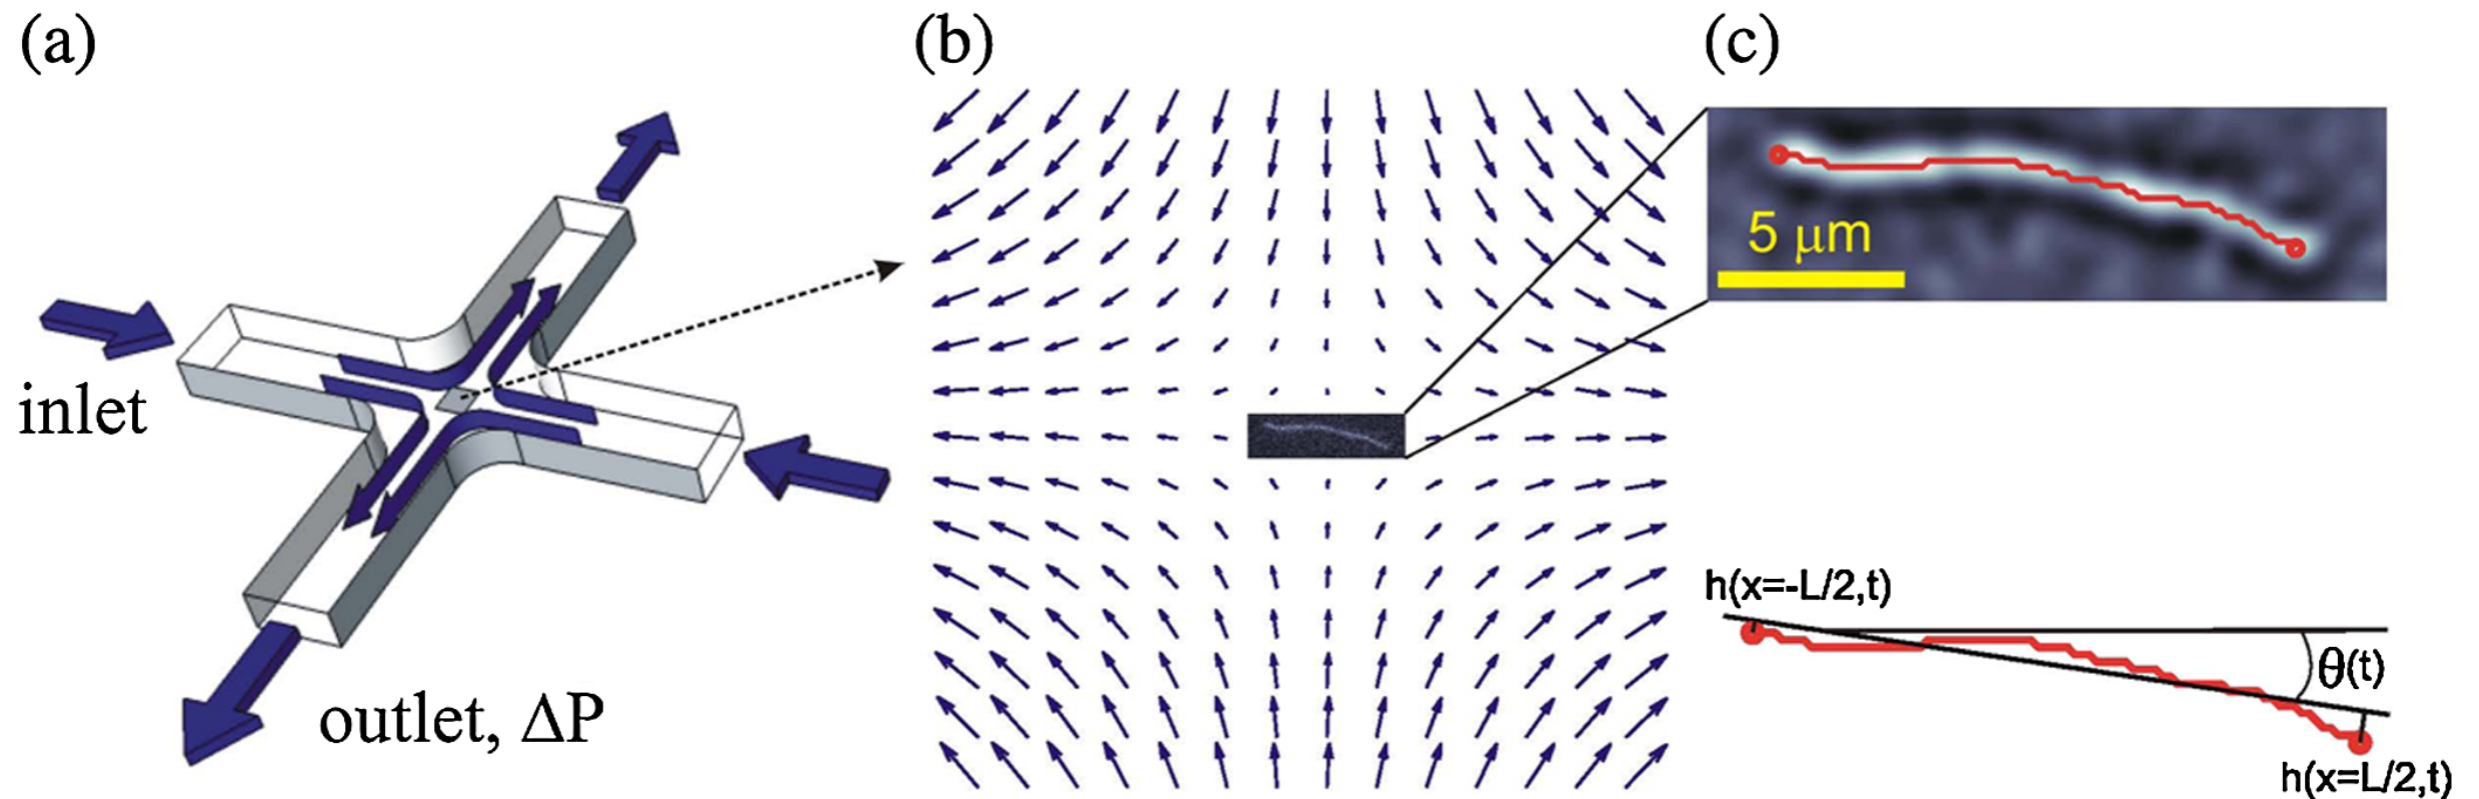 (a)
inlet
outlet, ΔP
(b)
(c)
5 μm
h(x=-L/2,t)
θ(t)
h(x=L/2,t)